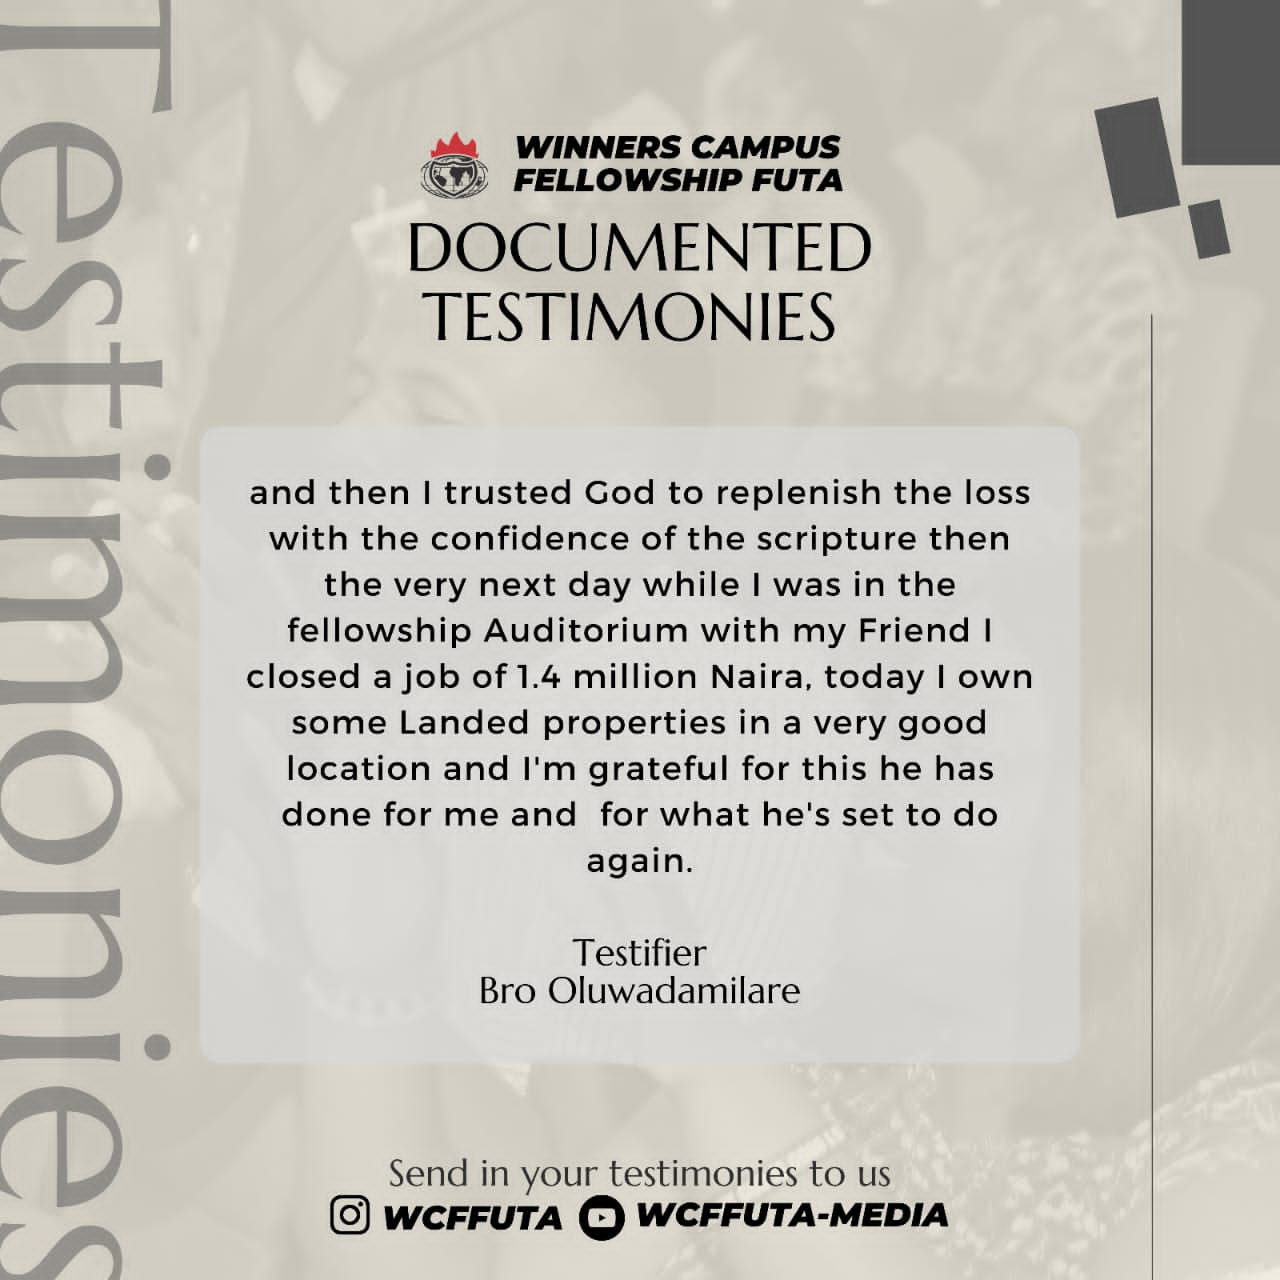 Testimonies
WINNERS CAMPUS
FELLOWSHIP FUTA
DOCUMENTED
TESTIMONIES
and then I trusted God to replenish the loss
with the confidence of the scripture then
the very next day while I was in the
fellowship Auditorium with my Friend I
closed a job of 1.4 million Naira, today I own
some Landed properties in a very good
location and I'm grateful for this he has
done for me and  for what he's set to do
again.
Testifier
Bro Oluwadamilare
Send in your testimonies to us
WCFFUTA WCFFUTA-MEDIA